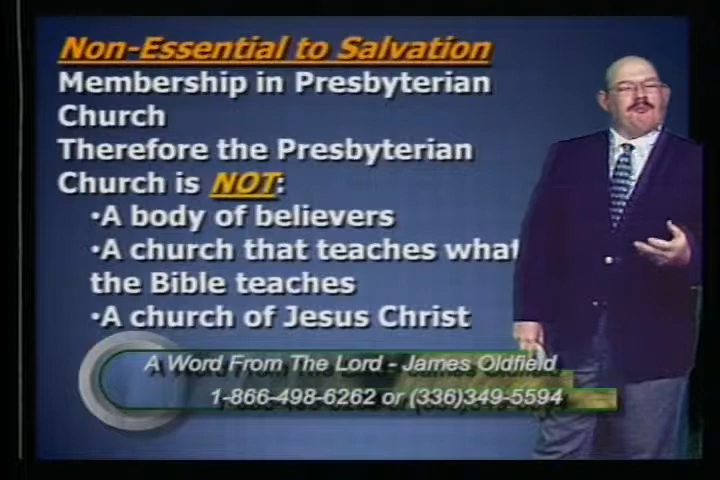 Non-Essential to Salvation
Membership in Presbyterian
Church
Therefore the Presbyterian
Church is NOT:
•A body of believers
•A church that teaches what
the Bible teaches
•A church of Jesus Christ
A Word From The Lord - James Oldfield
1-866-498-6262 or (336)349-5594